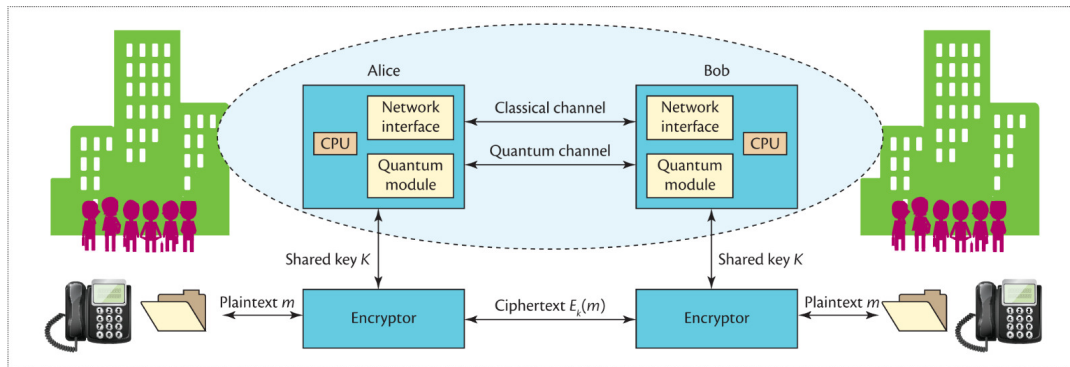 Alice
Bob
Network
interface
CPU
Quantum
module
Classical channel
Quantum channel
Network
interface
CPU
Quantum
module
Shared key K
Shared key K
Plaintext m
Encryptor
Ciphertext Eₖ(m)
Encryptor
Plaintext m